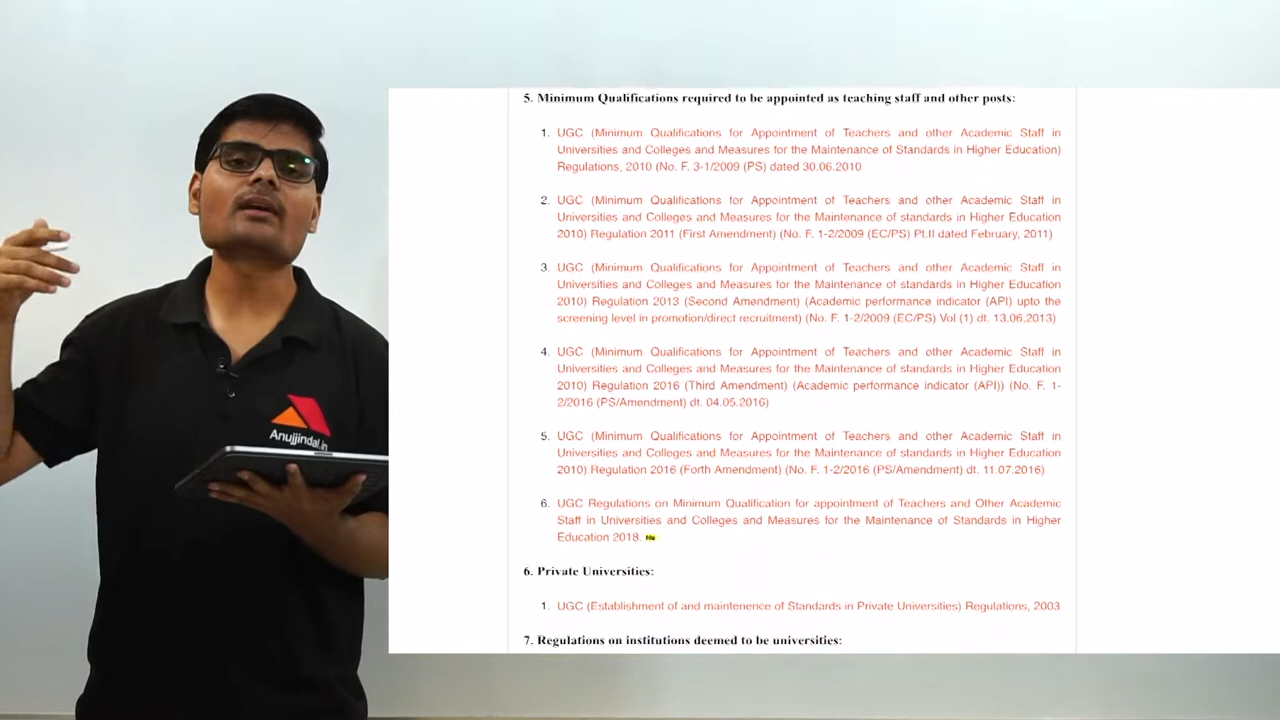 5. Minimum Qualifications required to be appointed as teaching staff and other posts:
1. UGC (Minimum Qualifications for Appointment of Teachers and other Academic Staff in
Universities and Colleges and Measures for the Maintenance of Standards in Higher Education)
Regulations, 2010 (No. F. 3-1/2009 (PS) dated 30.06.2010
2. UGC (Minimum Qualifications for Appointment of Teachers and other Academic Staff in
Universities and Colleges and Measures for the Maintenance of standards in Higher Education
2010) Regulation 2011 (First Amendment) (No. F. 1-2/2009 (EC/PS) Pt.II dated February, 2011)
3. UGC (Minimum Qualifications for Appointment of Teachers and other Academic Staff in
Universities and Colleges and Measures for the Maintenance of standards in Higher Education
2010) Regulation 2013 (Second Amendment) (Academic performance indicator (API) upto the
screening level in promotion/direct recruitment) (No. F. 1-2/2009 (EC/PS) Vol (1) dt. 13.06.2013)
4. UGC (Minimum Qualifications for Appointment of Teachers and other Academic Staff in
Universities and Colleges and Measures for the Maintenance of standards in Higher Education
2010) Regulation 2016 (Third Amendment) (Academic performance indicator (API)) (No. F. 1-
2/2016 (PS/Amendment) dt. 04.05.2016)
5. UGC (Minimum Qualifications for Appointment of Teachers and other Academic Staff in
Universities and Colleges and Measures for the Maintenance of standards in Higher Education
2010) Regulation 2016 (Forth Amendment) (No. F. 1-2/2016 (PS/Amendment) dt. 11.07.2016)
6. UGC Regulations on Minimum Qualification for appointment of Teachers and Other Academic
Staff in Universities and Colleges and Measures for the Maintenance of Standards in Higher
Education 2018.
6. Private Universities:
1. UGC (Establishment of and maintenence of Standards in Private Universities) Regulations, 2003
7. Regulations on institutions deemed to be universities:
Anujjindal.in